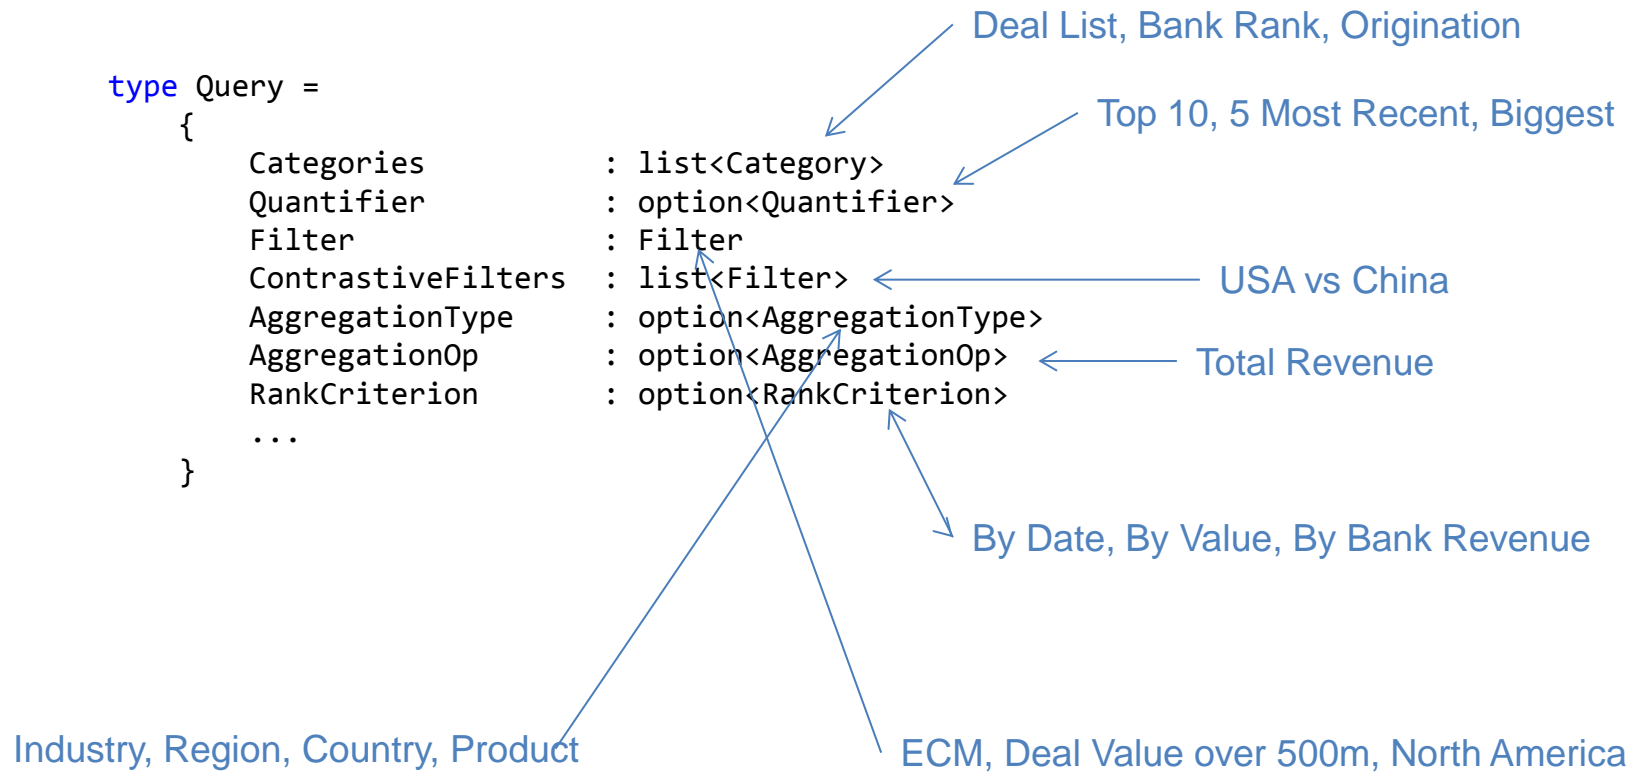 Deal List, Bank Rank, Origination
type Query =
{
Top 10, 5 Most Recent, Biggest
Categories : list<Category>
Quantifier : option<Quantifier>
Filter : Filter
ContrastiveFilters : list<Filter>
USA vs China
AggregationType : option<AggregationType>
AggregationOp : option<AggregationOp>
Total Revenue
RankCriterion : option<RankCriterion>
...
}
By Date, By Value, By Bank Revenue
Industry, Region, Country, Product
ECM, Deal Value over 500m, North America